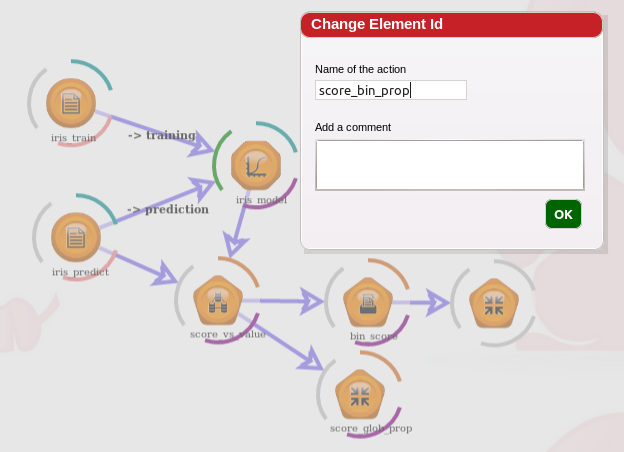 Change Element Id
Name of the action
score_bin_prop
Add a comment
OK
iris_train
-> training
iris_model
-> prediction
iris_predict
score_vs_value
bin_score
score_glob_prop